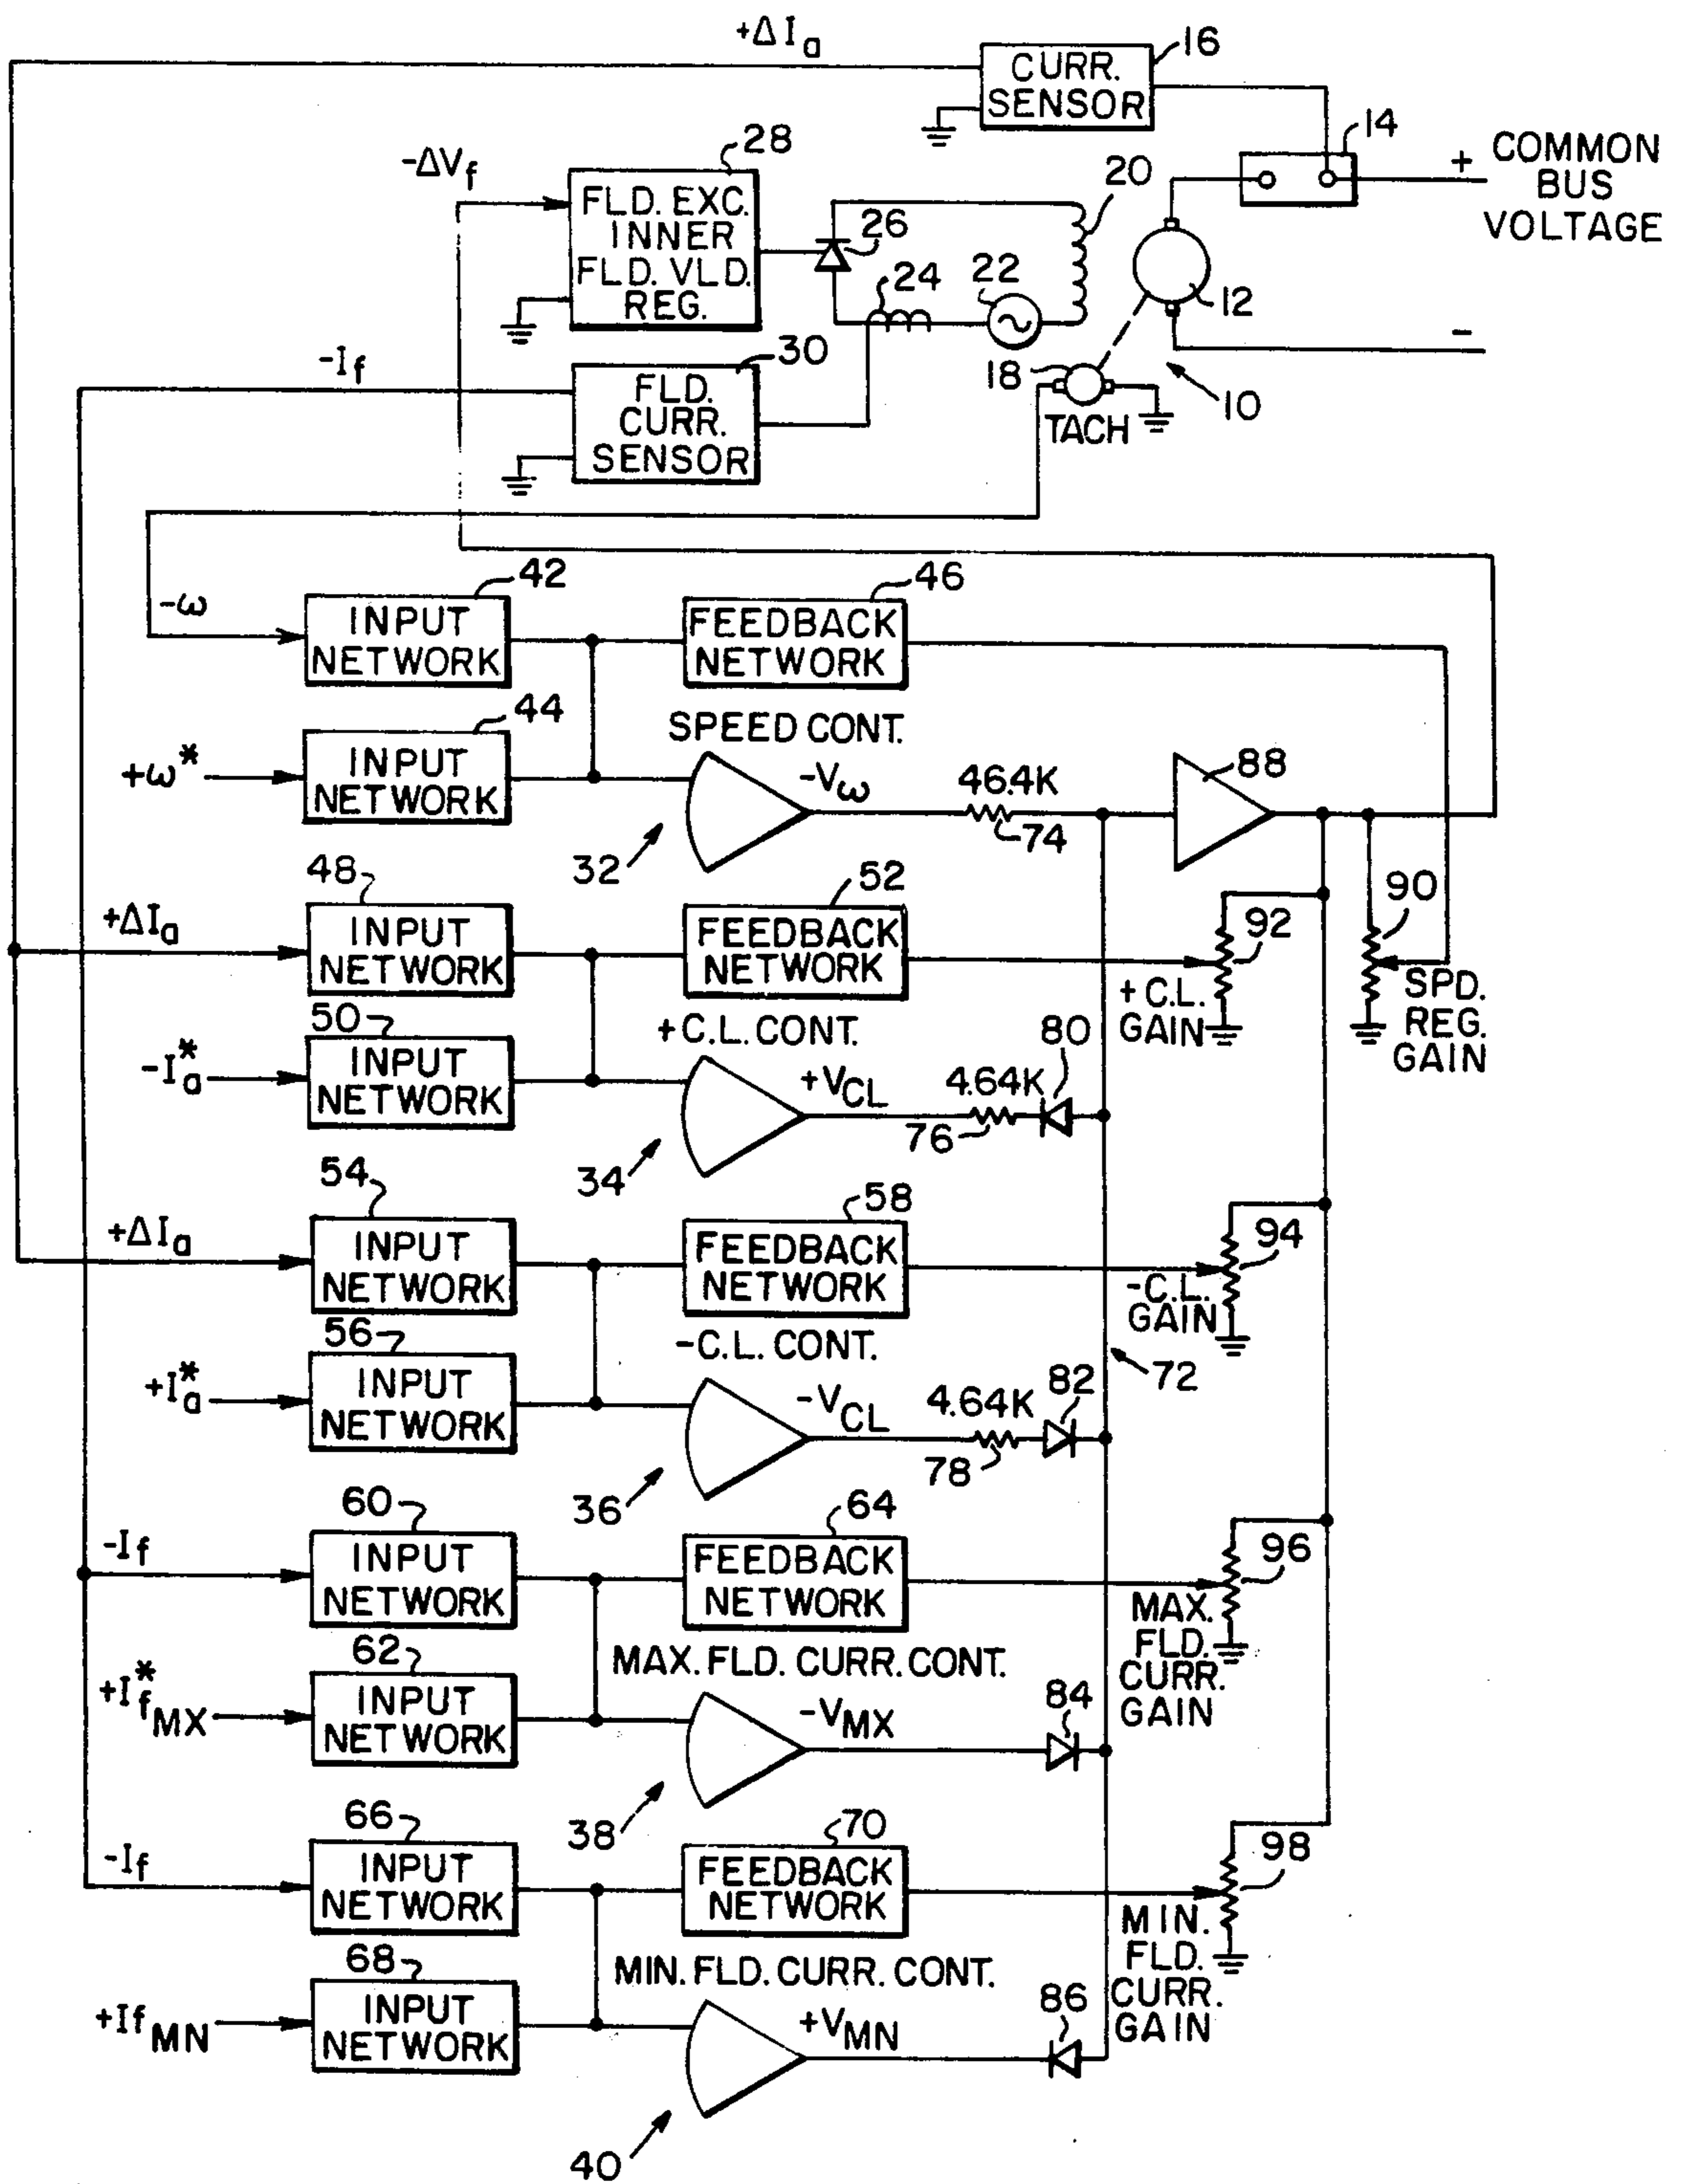 +ΔIa
CURR.
SENSOR
16
14
+
COMMON
BUS
VOLTAGE
-ΔVf
28
FLD. EXC.
INNER
FLD. VLD.
REG.
26
24
22
20
12
-
-If
30
FLD.
CURR.
SENSOR
18
TACH
10
-ω
42
INPUT
NETWORK
46
FEEDBACK
NETWORK
+ω*
44
INPUT
NETWORK
SPEED CONT.
-Vω
46.4K
74
88
32
48
+ΔIa
INPUT
NETWORK
52
FEEDBACK
NETWORK
92
+C.L.
GAIN
90
SPD.
REG.
GAIN
50
-Ia*
INPUT
NETWORK
+C.L. CONT.
+VCL
4.64K
76
80
34
54
+ΔIa
INPUT
NETWORK
58
FEEDBACK
NETWORK
94
-C.L.
GAIN
56
+Ia*
INPUT
NETWORK
-C.L. CONT.
-VCL
4.64K
78
82
72
36
60
-If
INPUT
NETWORK
64
FEEDBACK
NETWORK
96
MAX.
FLD.
CURR.
GAIN
62
+If*MX
INPUT
NETWORK
MAX. FLD. CURR. CONT.
-VMX
84
38
66
-If
INPUT
NETWORK
70
FEEDBACK
NETWORK
98
MIN.
FLD.
CURR.
GAIN
68
+IfMN
INPUT
NETWORK
MIN. FLD. CURR. CONT.
+VMN
86
40